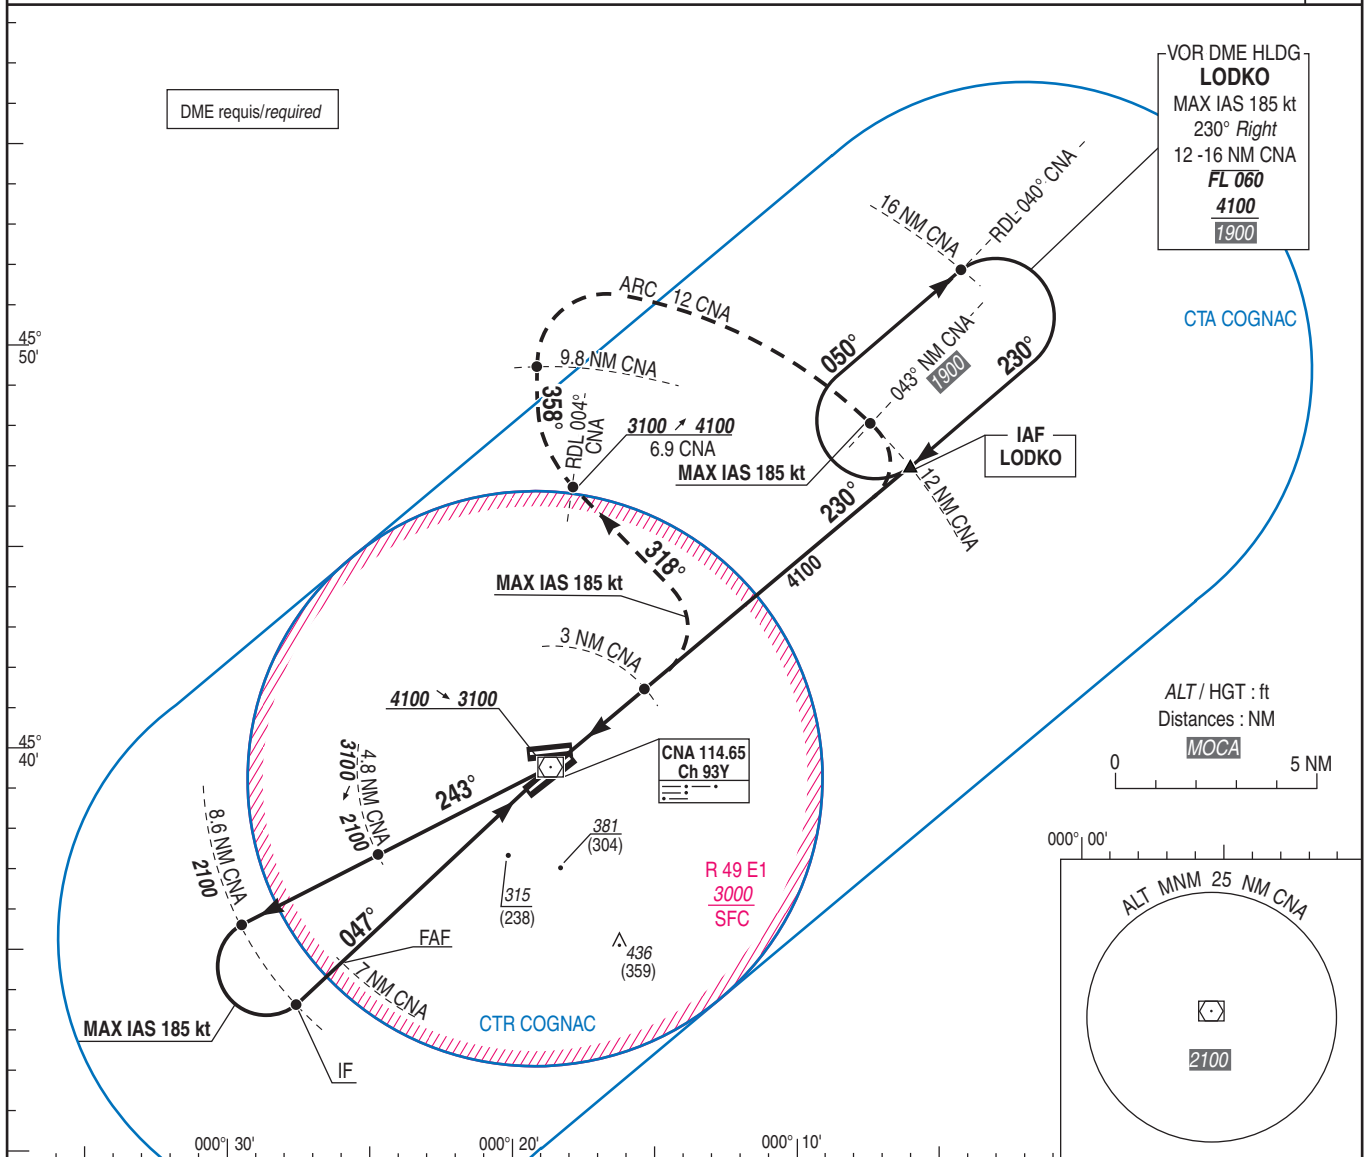 DME requis/required
VOR DME HLDG
LODKO
MAX IAS 185 kt
230° Right
12 -16 NM CNA
FL 060
4100
1900
16 NM CNA
RDL 040° CNA
ARC 12 CNA
CTA COGNAC
45°
50'
9.8 NM CNA
050°
043° NM CNA
1900
230°
358°
RDL 004°
CNA
3100 ➚ 4100
6.9 CNA
MAX IAS 185 kt
IAF
LODKO
12 NM CNA
230°
4100
318°
MAX IAS 185 kt
3 NM CNA
4100 ➘ 3100
ALT / HGT : ft
Distances : NM
MOCA
0 5 NM
45°
40'
CNA 114.65
Ch 93Y
4.8 NM CNA
3100 ➘ 2100
243°
8.6 NM CNA
2100
381
(304)
315
(238)
R 49 E1
3000
SFC
436
(359)
047°
FAF
7 NM CNA
CTR COGNAC
MAX IAS 185 kt
IF
000° 00'
ALT MNM 25 NM CNA
2100
000° 30'
000° 20'
000° 10'